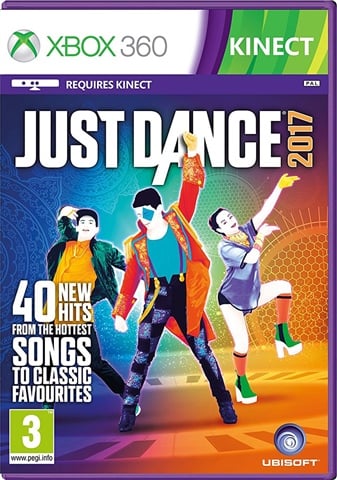 XBOX 360
KINECT
REQUIRES KINECT
PAL
JUST DANCE
2017
40 NEW
HITS
FROM THE HOTTEST
SONGS
TO CLASSIC
FAVOURITES
3
www.pegi.info
UBISOFT